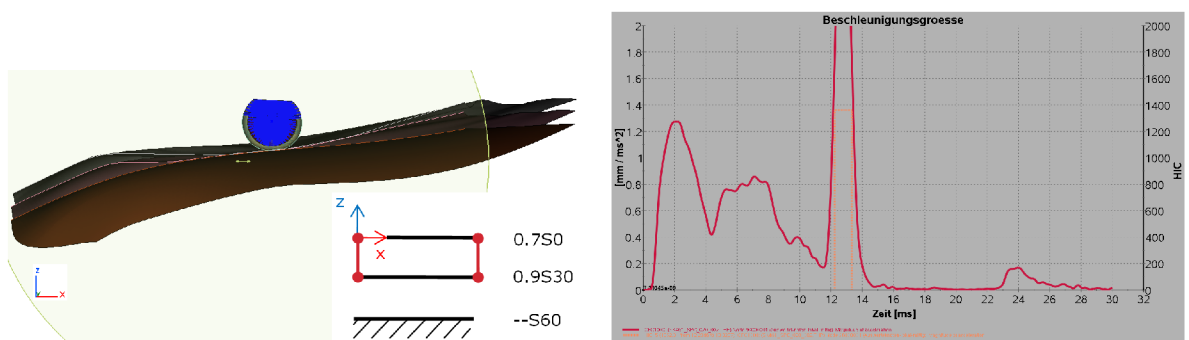 z
x
z
x
0.7S0
0.9S30
--S60
Beschleunigungsgroesse
[mm / ms^2]
2
1.8
1.6
1.4
1.2
1
0.8
0.6
0.4
0.2
0
0 2 4 6 8 10 12 14 16 18 20 22 24 26 28 30 32
Zeit [ms]
2000
1800
1600
1400
1200
1000
800
600
400
200
0
HIC